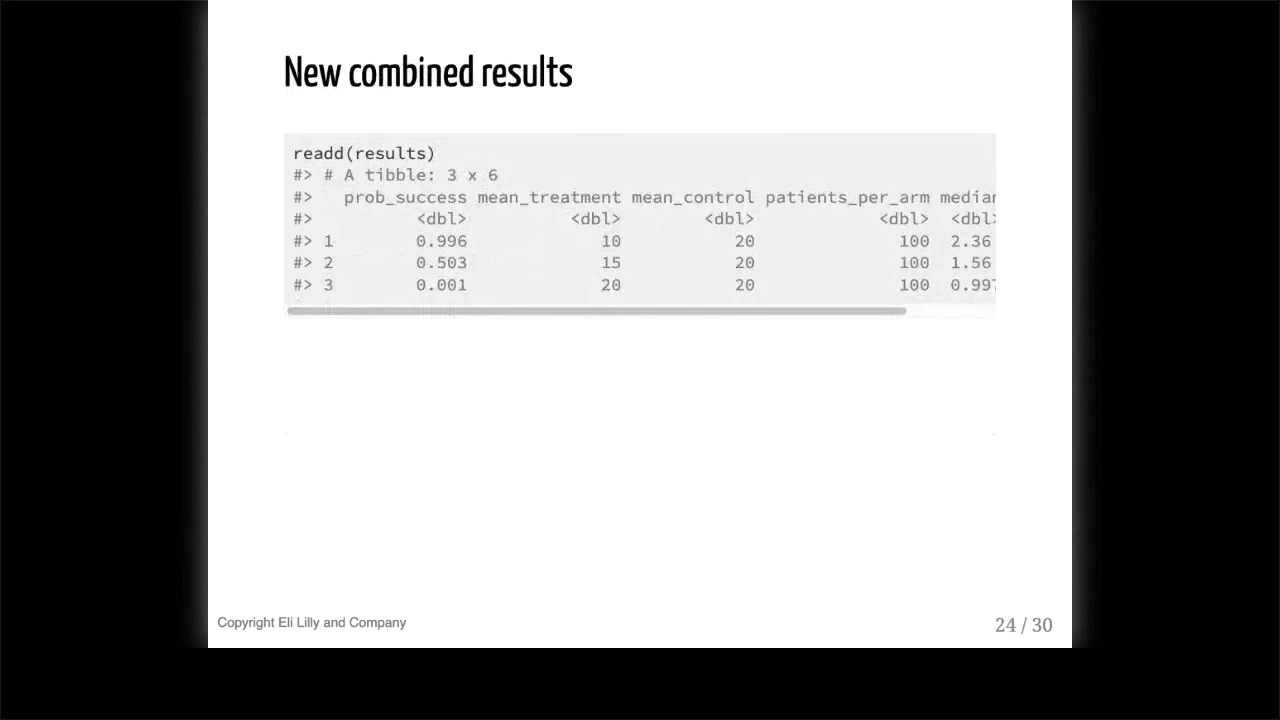 New combined results
readd(results)
#> # A tibble: 3 x 6
#> prob_success mean_treatment mean_control patients_per_arm median
#> <dbl> <dbl> <dbl> <dbl> <dbl>
#> 1 0.996 10 20 100 2.36
#> 2 0.503 15 20 100 1.56
#> 3 0.001 20 20 100 0.997
Copyright Eli Lilly and Company
24 / 30